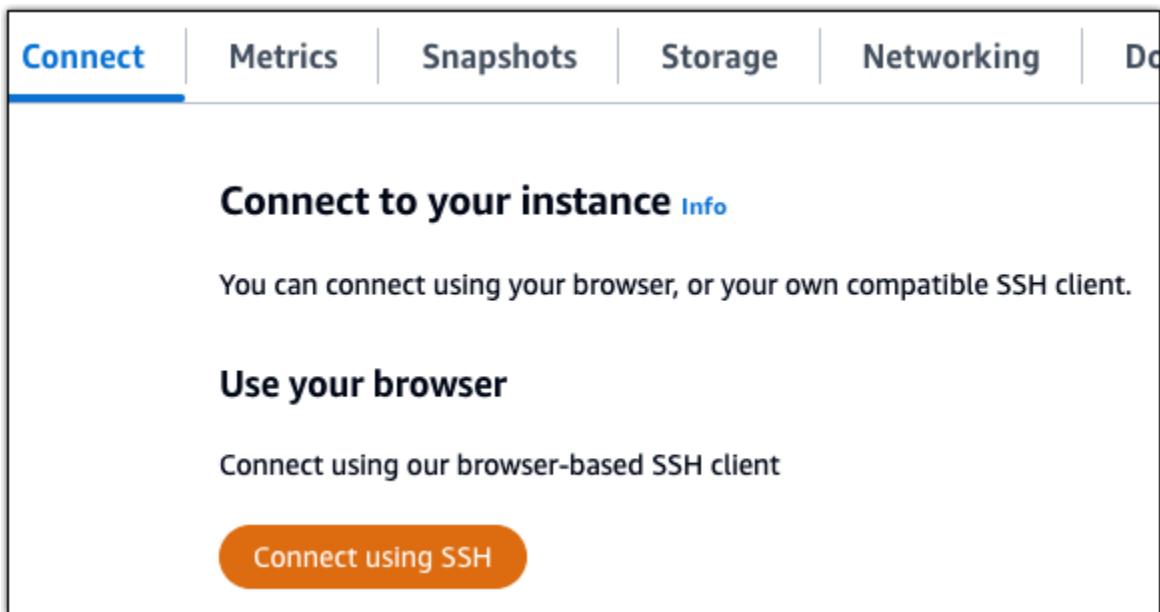 Connect Metrics Snapshots Storage Networking
Connect to your instance Info
You can connect using your browser, or your own compatible SSH client.
Use your browser
Connect using our browser-based SSH client
Connect using SSH